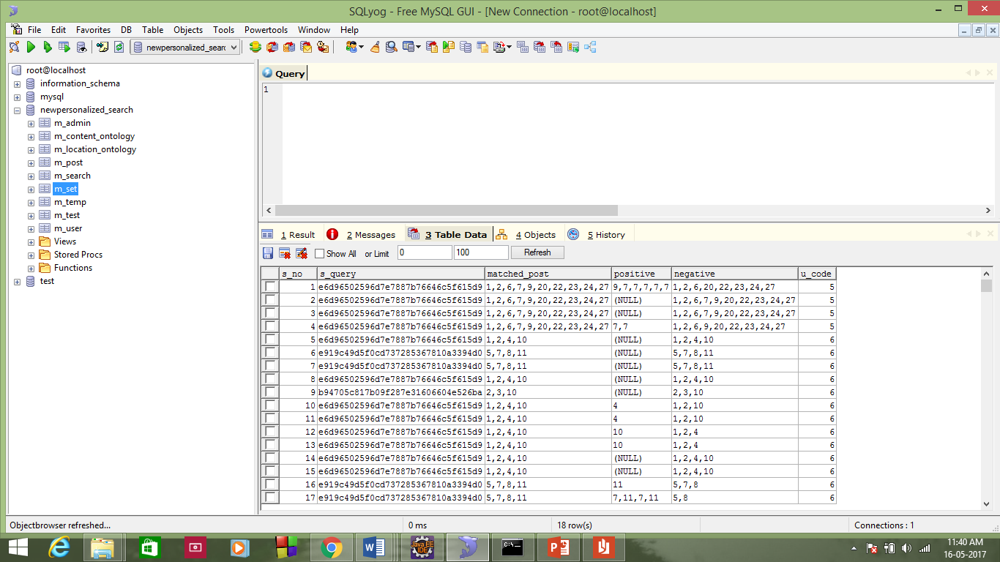 SQLyog - Free MySQL GUI - [New Connection - root@localhost]
File Edit Favorites DB Table Objects Tools Powertools Window Help
newpersonalized_searc
root@localhost
information_schema
mysql
newpersonalized_search
m_admin
m_content_ontology
m_location_ontology
m_post
m_search
m_set
m_temp
m_test
m_user
Views
Stored Procs
Functions
test
Query
1
1 Result 2 Messages 3 Table Data 4 Objects 5 History
Show All or Limit 0 100 Refresh
s_no s_query matched_post positive negative u_code
1 e6d96502596d7e7887b76646c5f615d9 1,2,6,7,9,20,22,23,24,27 9,7,7,7,7,7 1,2,6,20,22,23,24,27 5
2 e6d96502596d7e7887b76646c5f615d9 1,2,6,7,9,20,22,23,24,27 (NULL) 1,2,6,7,9,20,22,23,24,27 5
3 e6d96502596d7e7887b76646c5f615d9 1,2,6,7,9,20,22,23,24,27 (NULL) 1,2,6,7,9,20,22,23,24,27 5
4 e6d96502596d7e7887b76646c5f615d9 1,2,6,7,9,20,22,23,24,27 7,7 1,2,6,9,20,22,23,24,27 5
5 e6d96502596d7e7887b76646c5f615d9 1,2,4,10 (NULL) 1,2,4,10 6
6 e919c49d5f0cd737285367810a3394d0 5,7,8,11 (NULL) 5,7,8,11 6
7 e919c49d5f0cd737285367810a3394d0 5,7,8,11 (NULL) 5,7,8,11 6
8 e6d96502596d7e7887b76646c5f615d9 1,2,4,10 (NULL) 1,2,4,10 6
9 b94705c817b09f287e31606604e526ba 2,3,10 (NULL) 2,3,10 6
10 e6d96502596d7e7887b76646c5f615d9 1,2,4,10 4 1,2,10 6
11 e6d96502596d7e7887b76646c5f615d9 1,2,4,10 4 1,2,10 6
12 e6d96502596d7e7887b76646c5f615d9 1,2,4,10 10 1,2,4 6
13 e6d96502596d7e7887b76646c5f615d9 1,2,4,10 10 1,2,4 6
14 e6d96502596d7e7887b76646c5f615d9 1,2,4,10 (NULL) 1,2,4,10 6
15 e6d96502596d7e7887b76646c5f615d9 1,2,4,10 (NULL) 1,2,4,10 6
16 e919c49d5f0cd737285367810a3394d0 5,7,8,11 11 5,7,8 6
17 e919c49d5f0cd737285367810a3394d0 5,7,8,11 7,11,7,11 5,8 6
Objectbrowser refreshed... 0 ms 18 row(s) Connections : 1
Java EE
IDE
C:\_
11:40 AM
16-05-2017